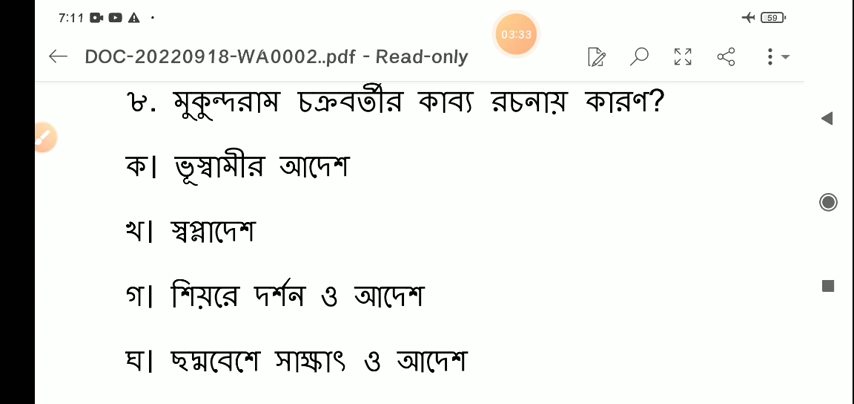 7:11 59
03:33
DOC-20220918-WA0002..pdf - Read-only
৮. মুকুন্দরাম চক্রবর্তীর কাব্য রচনায় কারণ?
ক| ভূস্বামীর আদেশ
খ| স্বপ্নাদেশ
গ| শিয়রে দর্শন ও আদেশ
ঘ| ছদ্মবেশে সাক্ষাৎ ও আদেশ